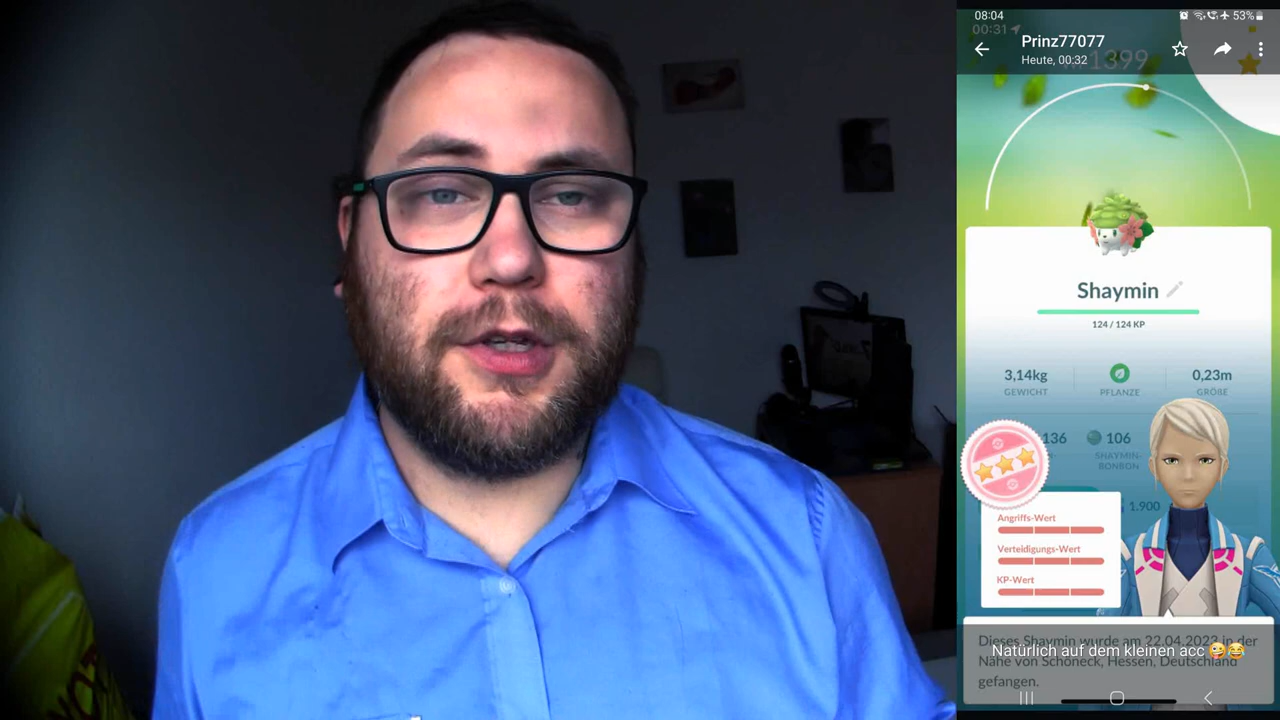 08:04
53%
00:31
Prinz77077
Heute, 00:32
1399
Shaymin
124 / 124 KP
3,14kg
GEWICHT
PFLANZE
0,23m
GRÖßE
136
106
SHAYMIN-
BONBON
1.900
Angriffs-Wert
Verteidigungs-Wert
KP-Wert
Dieses Shaymin wurde am 22.04.2023 in der
Nähe von Schöneck, Hessen, Deutschland
gefangen.
Natürlich auf dem kleinen acc 🤪😂